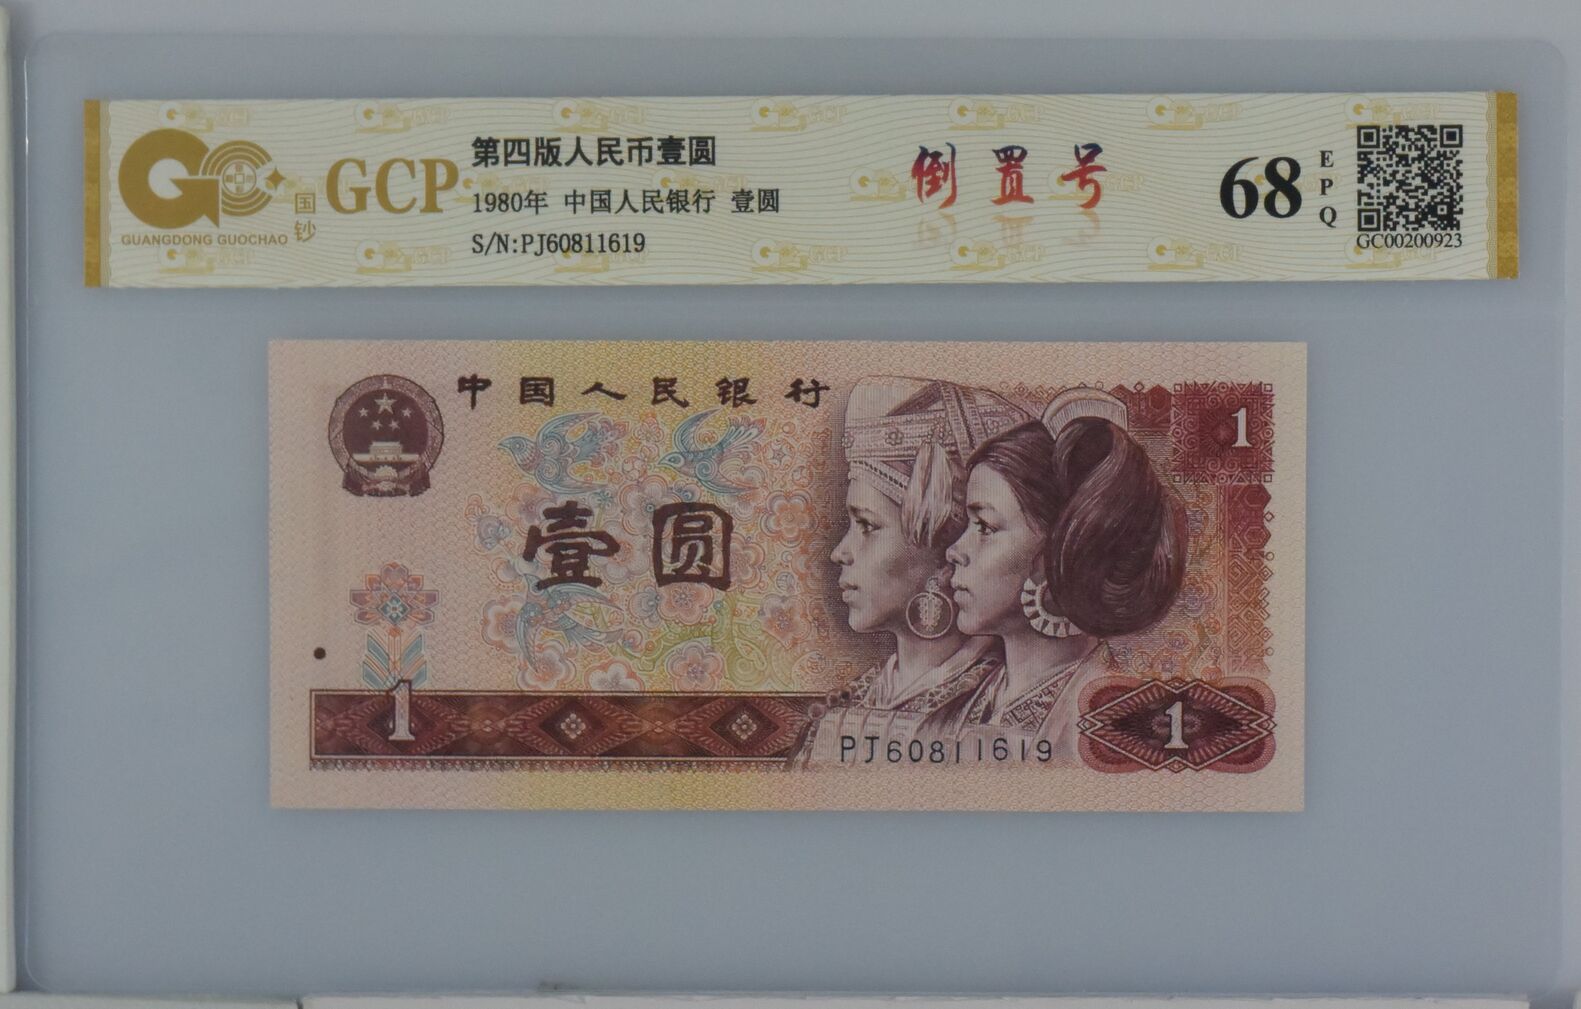 GUANGDONG GUOCHAO
国钞
GCP
第四版人民币壹圆
1980年 中国人民银行 壹圆
S/N:PJ60811619
倒置号
68
EPQ
GC00200923
中国人民银行
1
壹圆
1
PJ60811619
1